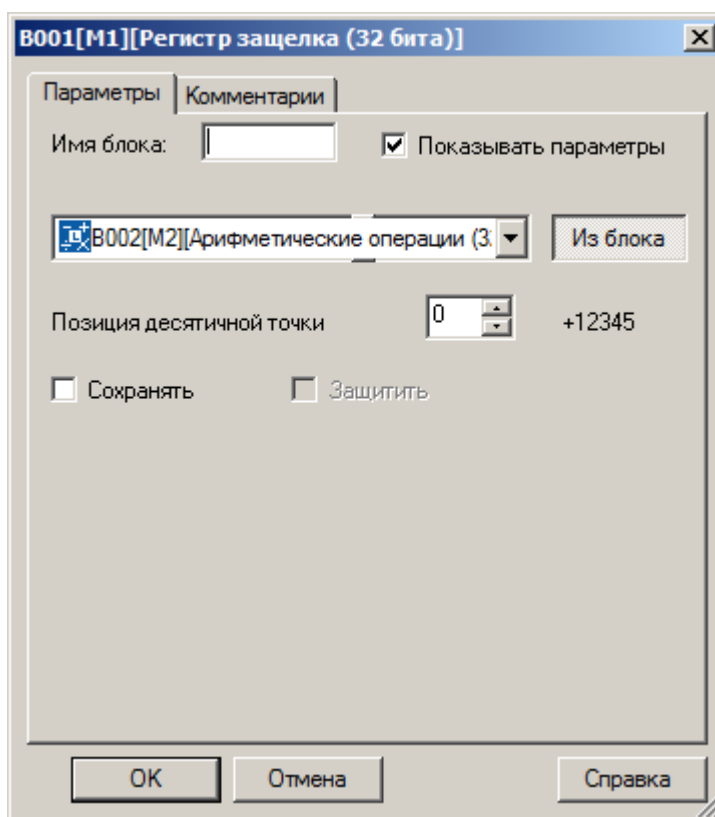 B001[M1][Регистр защелка (32 бита)]
Параметры Комментарии
Имя блока: Показывать параметры
B002[M2][Арифметические операции (3 Из блока
Позиция десятичной точки 0 +12345
Сохранять Защитить
OK Отмена Справка